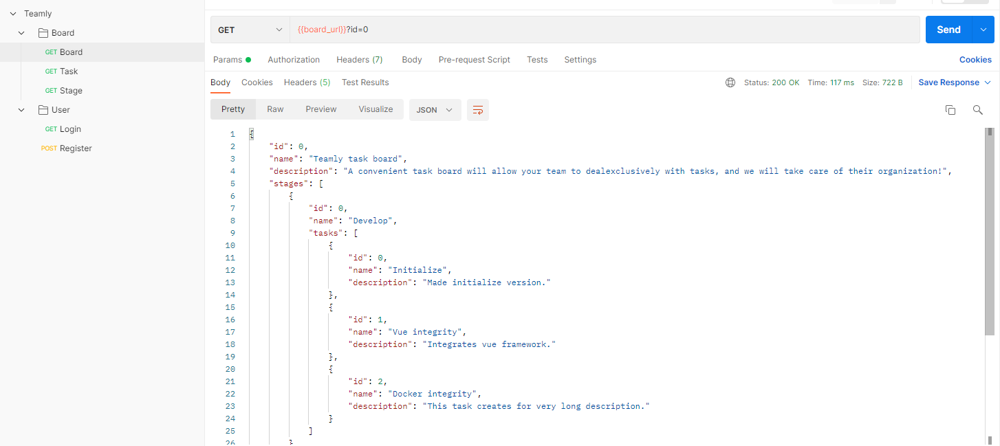 Teamly
Board
GET Board
GET Task
GET Stage
User
GET Login
POST Register
GET {{board_url}}?id=0 Send
Params Authorization Headers (7) Body Pre-request Script Tests Settings Cookies
Body Cookies Headers (5) Test Results Status: 200 OK Time: 117 ms Size: 722 B Save Response
Pretty Raw Preview Visualize JSON
1 {
2 "id": 0,
3 "name": "Teamly task board",
4 "description": "A convenient task board will allow your team to dealexclusively with tasks, and we will take care of their organization!",
5 "stages": [
6 {
7 "id": 0,
8 "name": "Develop",
9 "tasks": [
10 {
11 "id": 0,
12 "name": "Initialize",
13 "description": "Made initialize version."
14 },
15 {
16 "id": 1,
17 "name": "Vue integrity",
18 "description": "Integrates vue framework."
19 },
20 {
21 "id": 2,
22 "name": "Docker integrity",
23 "description": "This task creates for very long description."
24 }
25 ]
26 }